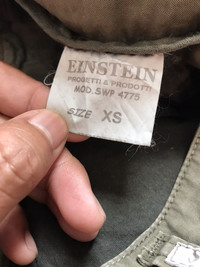 EINSTEIN
PROGETTI & PRODOTTI
MOD. SWP 4775
SIZE XS